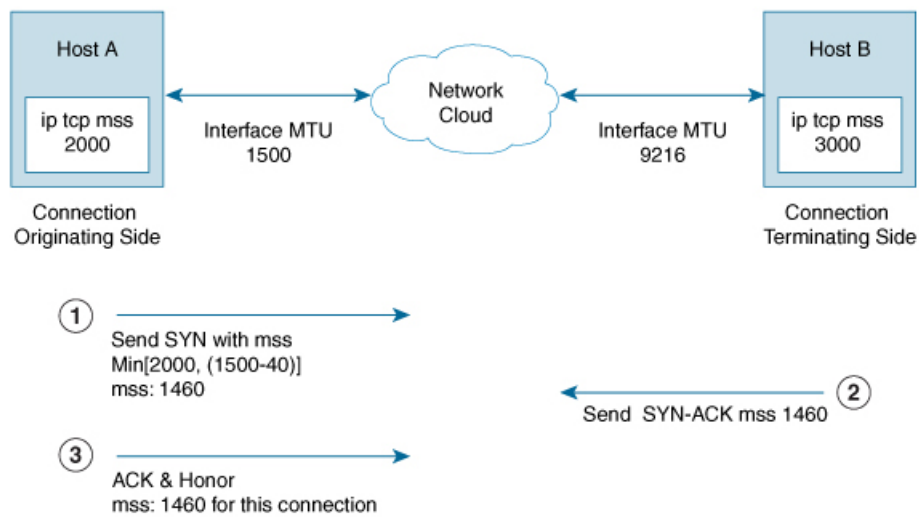 Host A
ip tcp mss
2000
Connection
Originating Side
Interface MTU
1500
Network
Cloud
Interface MTU
9216
Host B
ip tcp mss
3000
Connection
Terminating Side
1
Send SYN with mss
Min[2000, (1500-40)]
mss: 1460
2
Send SYN-ACK mss 1460
3
ACK & Honor
mss: 1460 for this connection